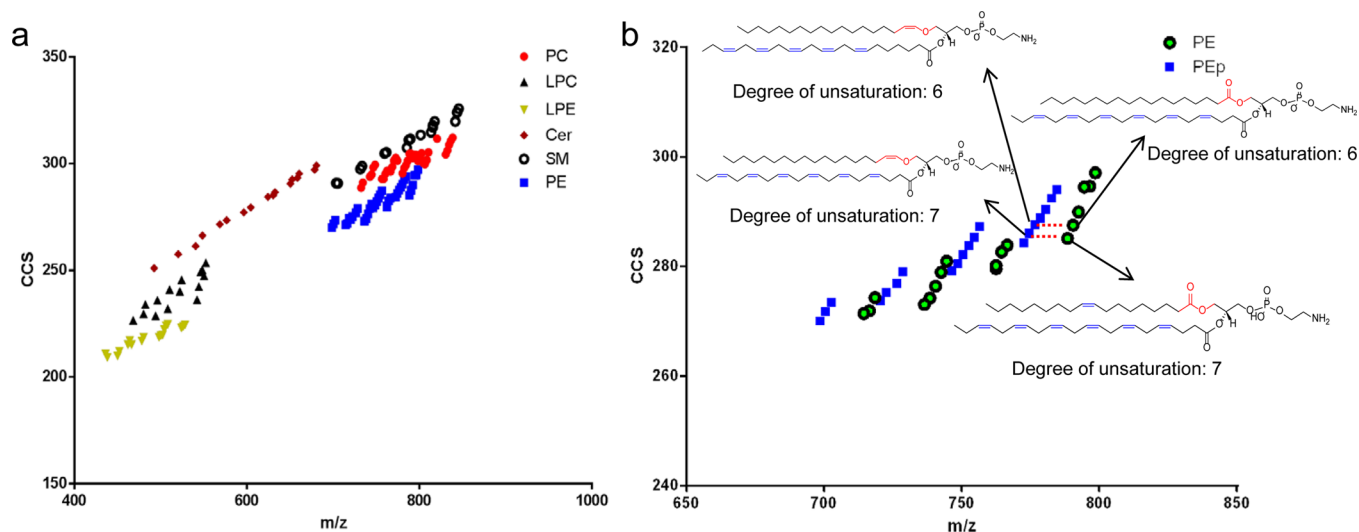 a
350
300
250
200
150
400
600
800
1000
CCS
m/z
PC
LPC
LPE
Cer
SM
PE
b
320
300
280
260
240
650
700
750
800
850
CCS
m/z
PE
PEp
O
O
P
O
O
NH2
O
H
O
Degree of unsaturation: 6
O
O
O
P
O
O
NH2
O
H
O
Degree of unsaturation: 6
O
O
P
O
O
NH2
O
H
O
Degree of unsaturation: 7
O
O
O
P
O
HO
O
NH2
O
H
O
Degree of unsaturation: 7